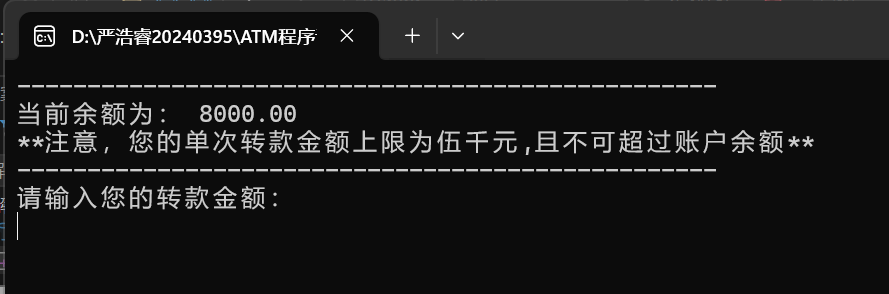 D:\严浩睿20240395\ATM程序
--------------------------------------------------
当前余额为： 8000.00
**注意，您的单次转款金额上限为伍千元,且不可超过账户余额**
--------------------------------------------------
请输入您的转款金额：